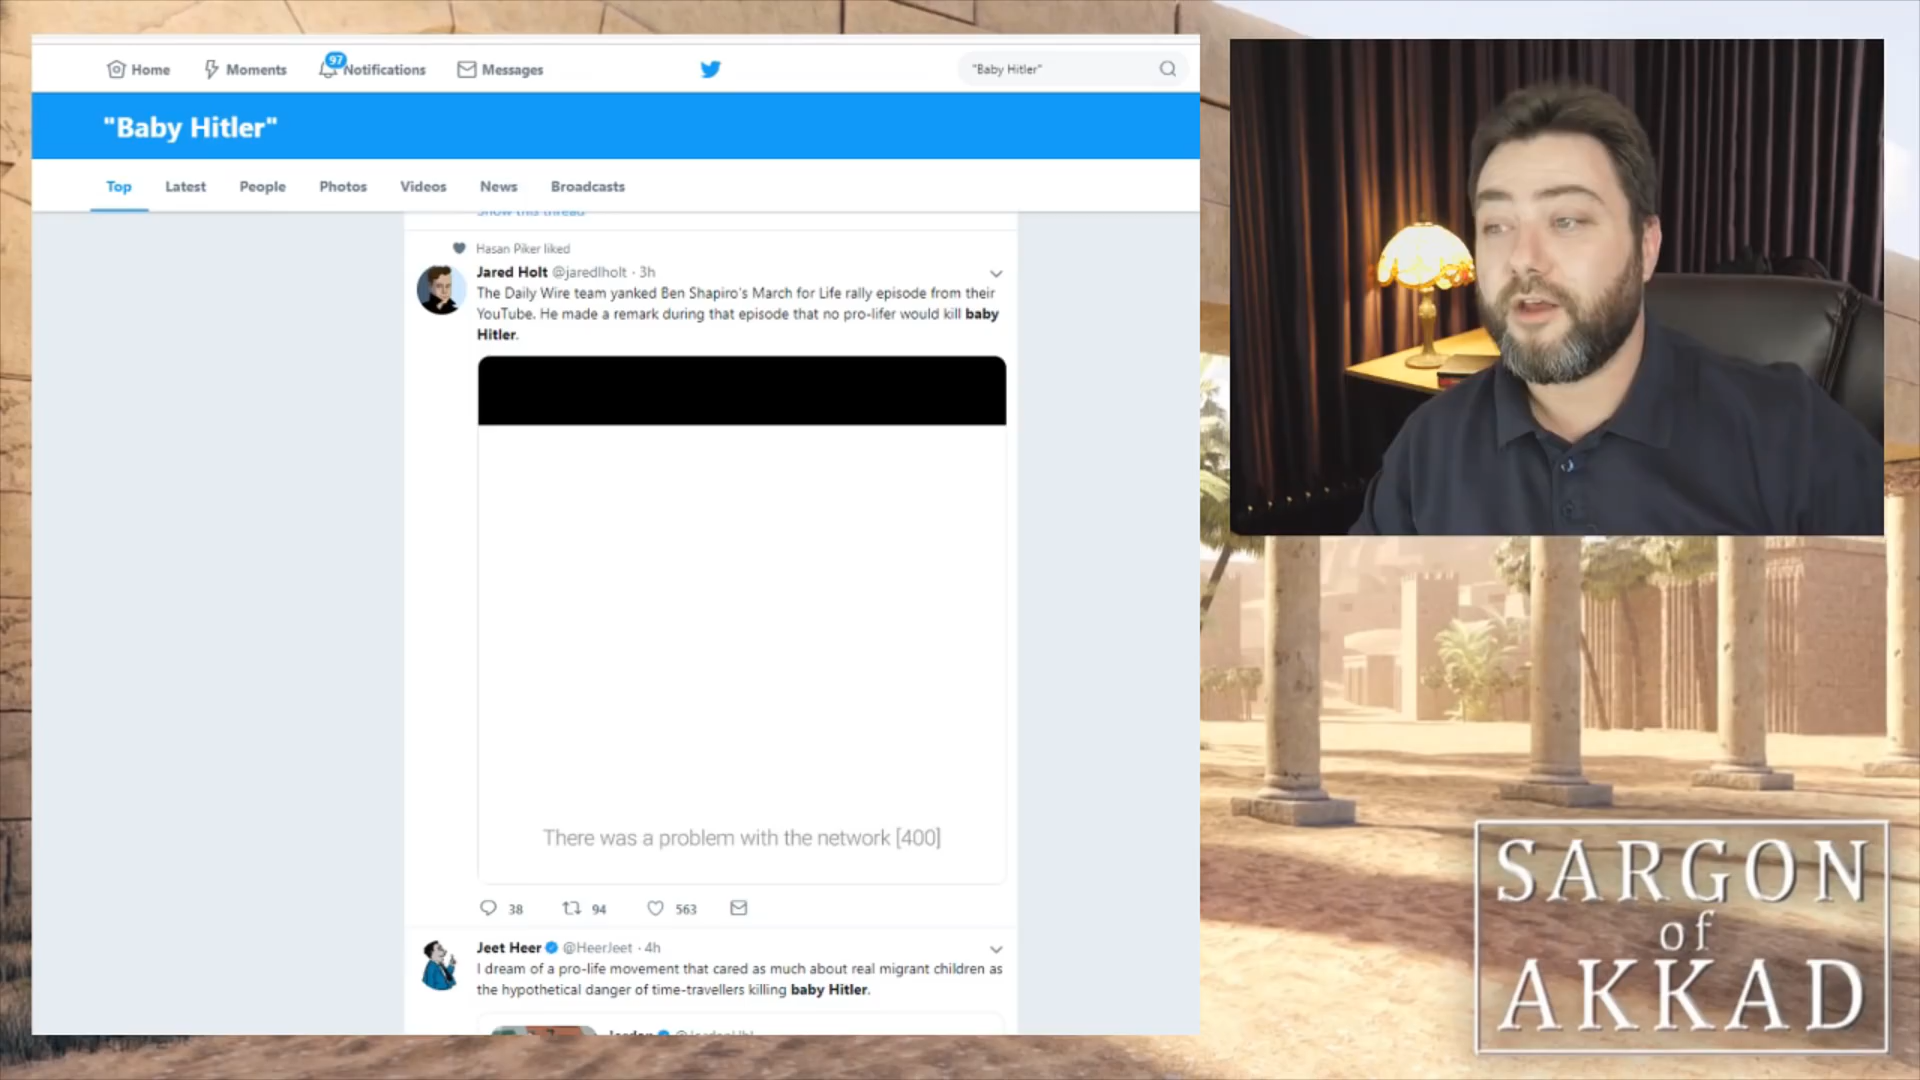 Home
Moments
97
Notifications
Messages
"Baby Hitler"
"Baby Hitler"
Top
Latest
People
Photos
Videos
News
Broadcasts
Show this thread
Hasan Piker liked
Jared Holt @jaredlholt · 3h
The Daily Wire team yanked Ben Shapiro's March for Life rally episode from their
YouTube. He made a remark during that episode that no pro-lifer would kill baby
Hitler.
There was a problem with the network [400]
38
94
563
Jeet Heer @HeerJeet · 4h
I dream of a pro-life movement that cared as much about real migrant children as
the hypothetical danger of time-travellers killing baby Hitler.
SARGON
of
AKKAD